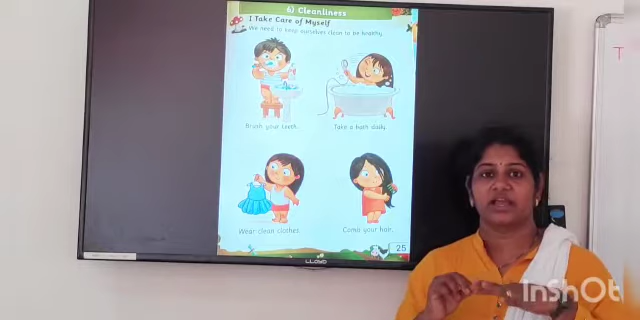 6) Cleanliness
I Take Care of Myself
We need to keep ourselves clean to be healthy.
Brush your teeth.
Take a bath daily.
Wear clean clothes.
Comb your hair.
25
LLOYD
T
InShOt